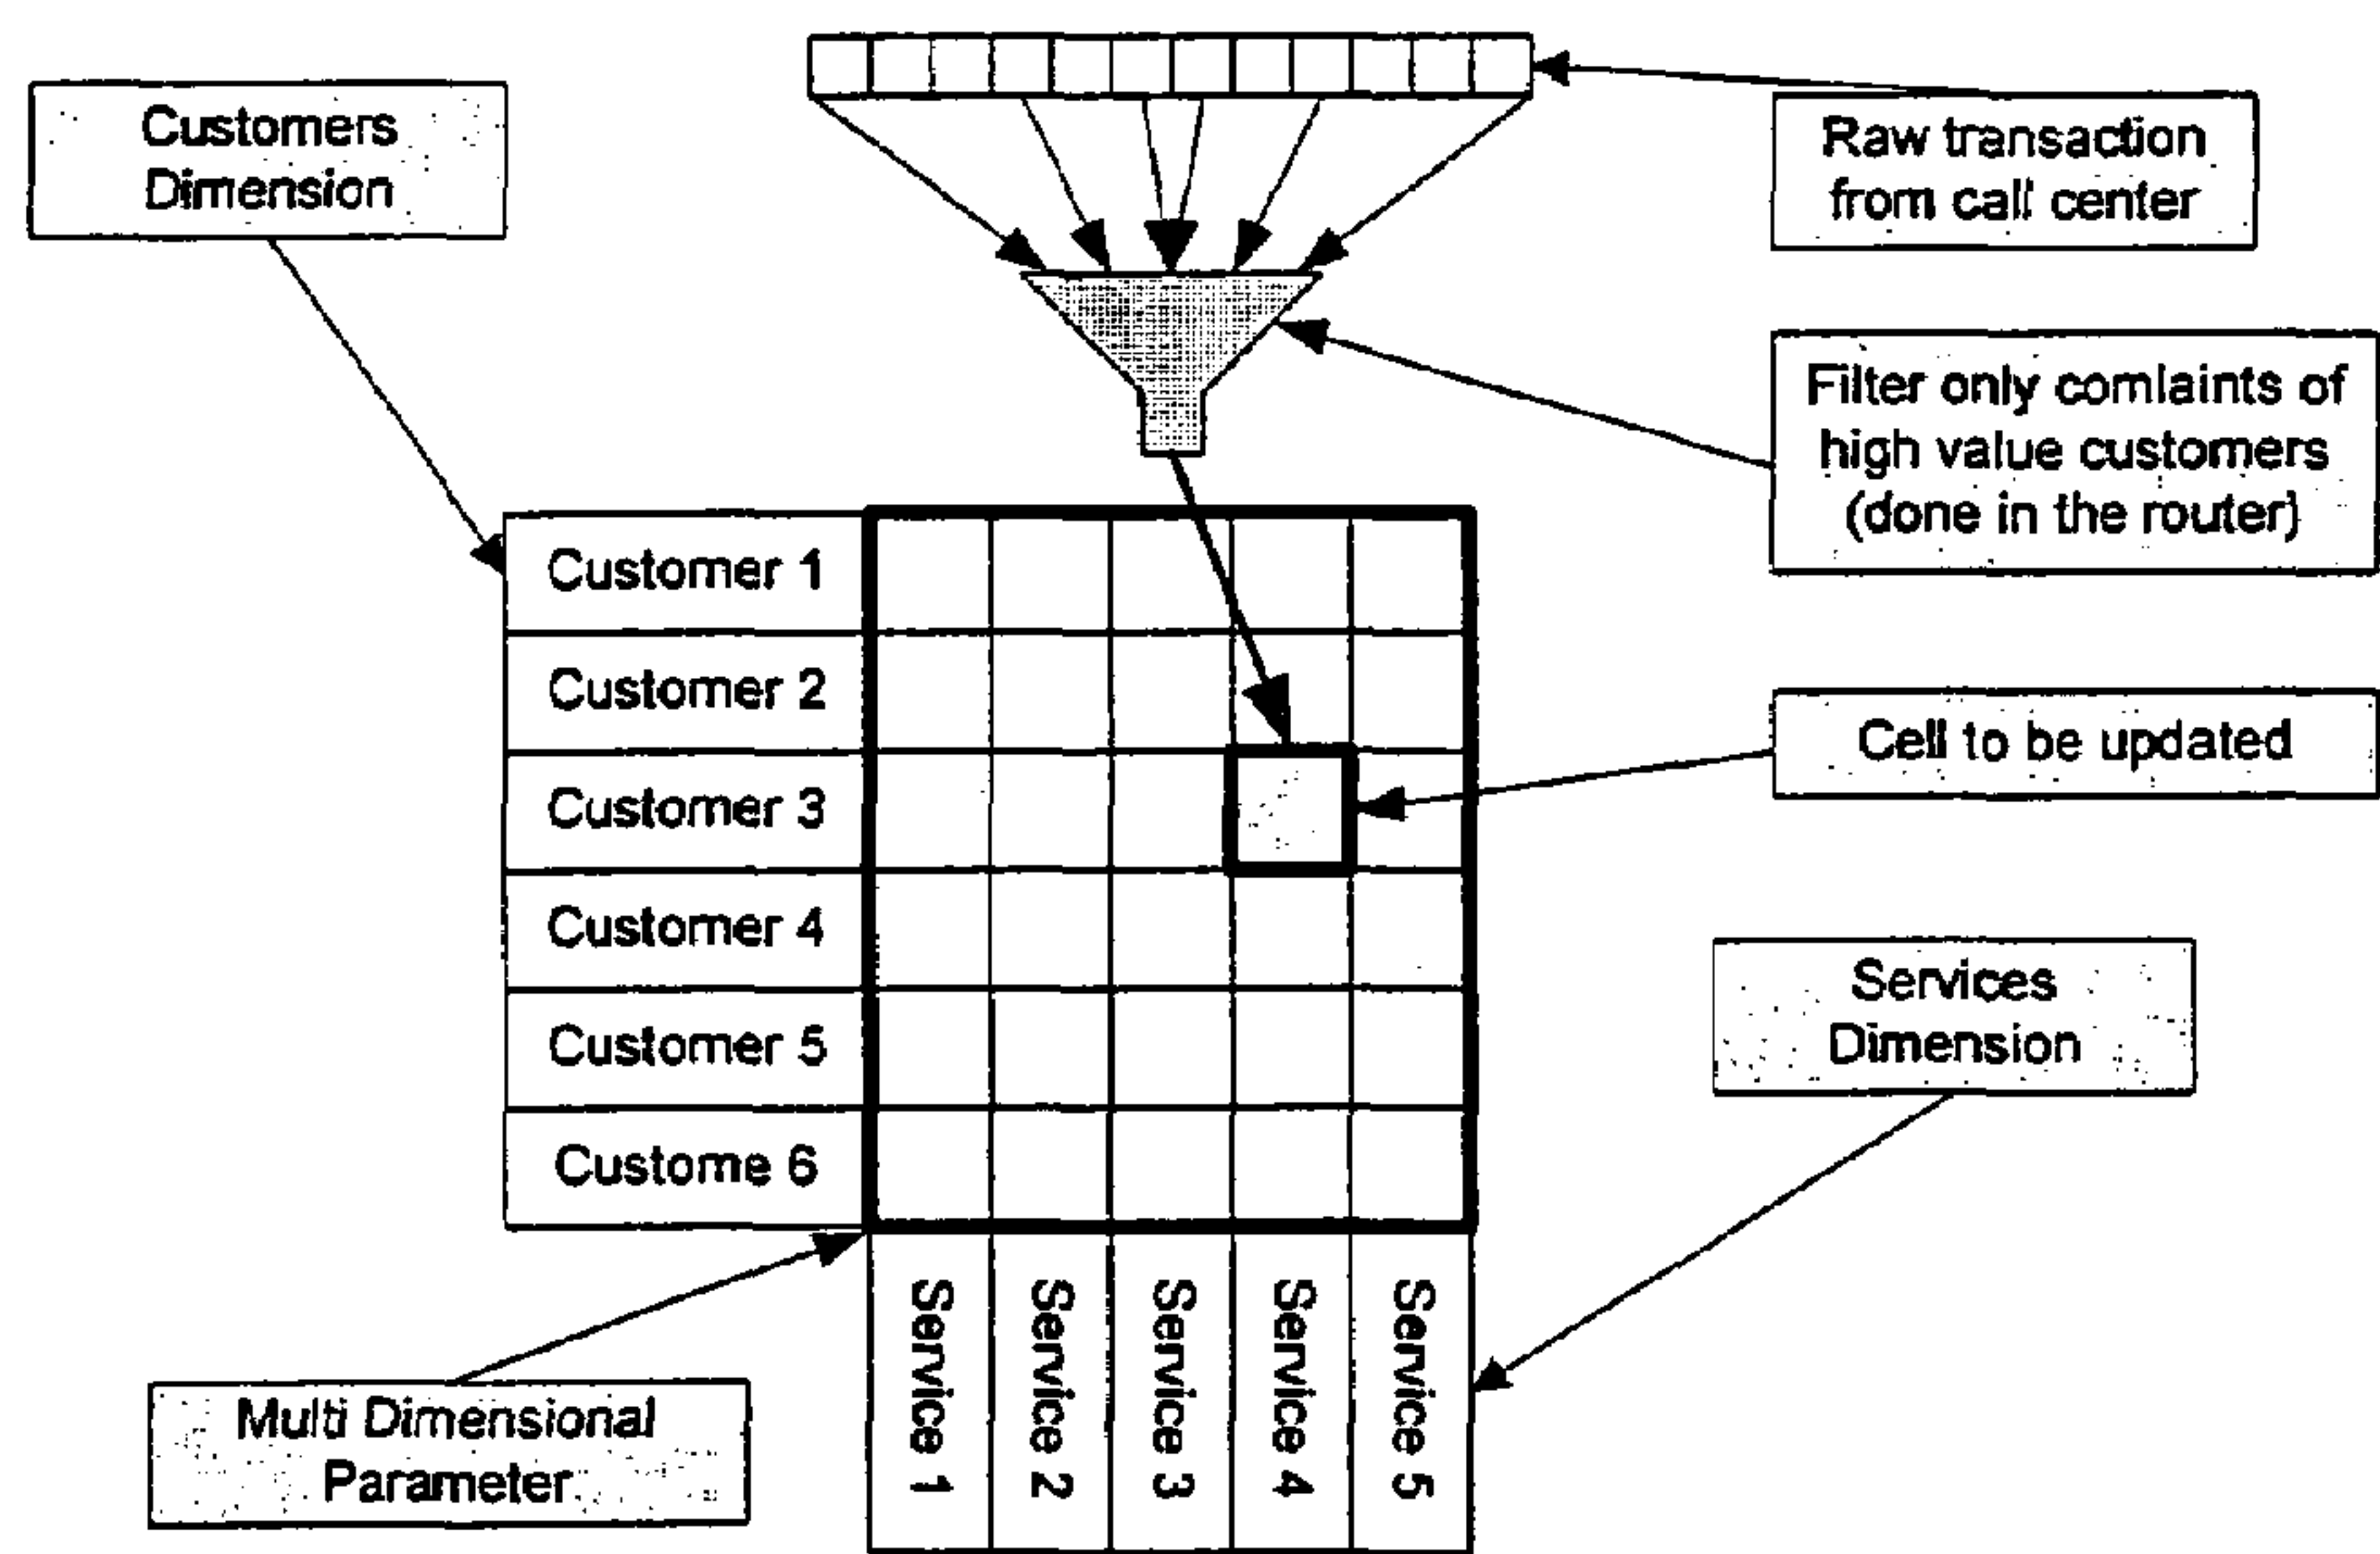 Customers
Dimension
Raw transaction
from call center
Filter only comlaints of
high value customers
(done in the router)
Customer 1
Customer 2
Customer 3
Customer 4
Customer 5
Custome 6
Cell to be updated
Services
Dimension
Multi Dimensional
Parameter
Service 1
Service 2
Service 3
Service 4
Service 5